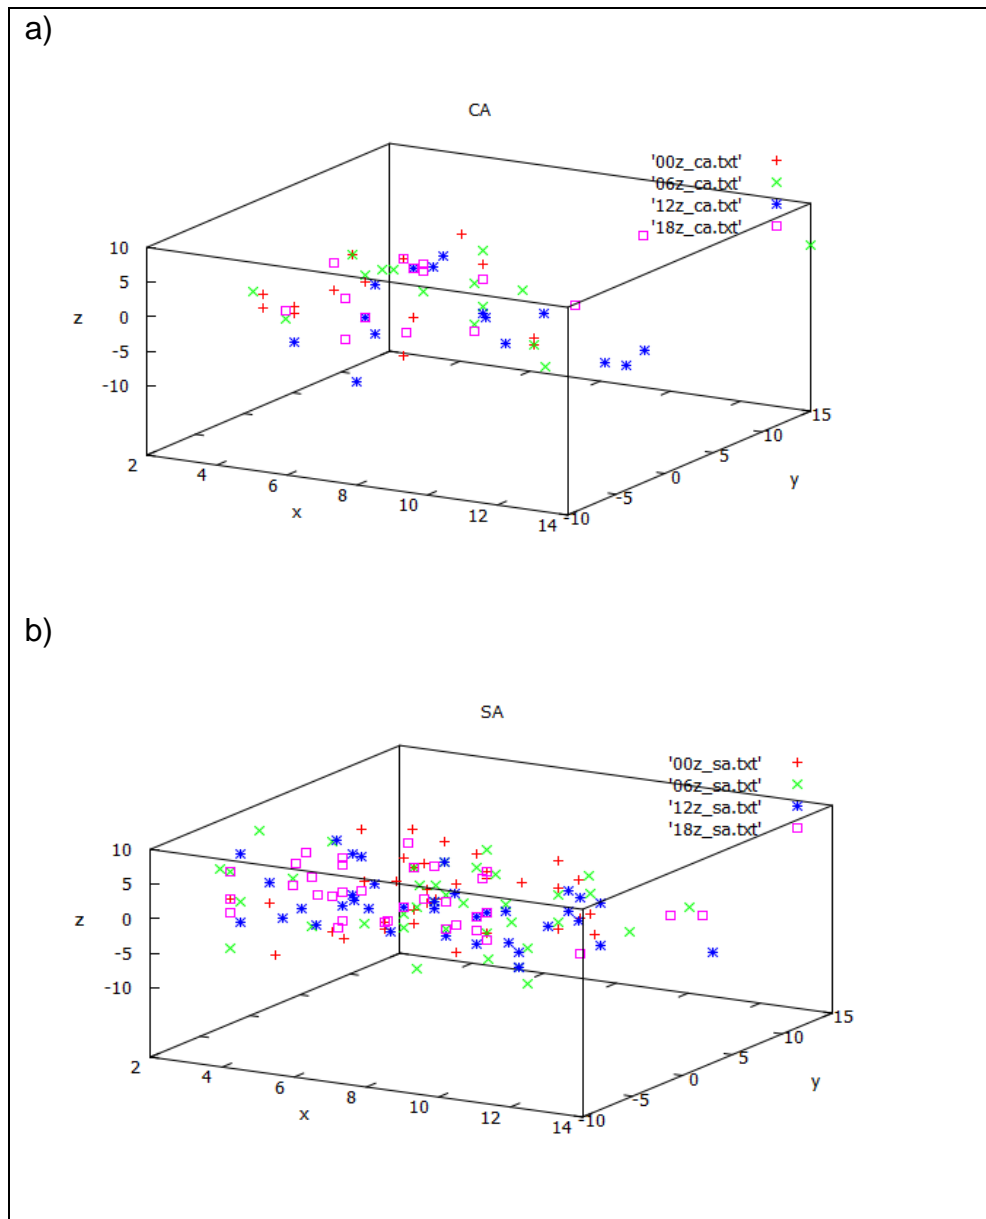 a)
CA
'00z_ca.txt'
'06z_ca.txt'
'12z_ca.txt'
'18z_ca.txt'
10
5
0
-5
-10
z
2
4
6
8
10
12
14
x
-10
-5
0
5
10
15
y
b)
SA
'00z_sa.txt'
'06z_sa.txt'
'12z_sa.txt'
'18z_sa.txt'
10
5
0
-5
-10
z
2
4
6
8
10
12
14
x
-10
-5
0
5
10
15
y